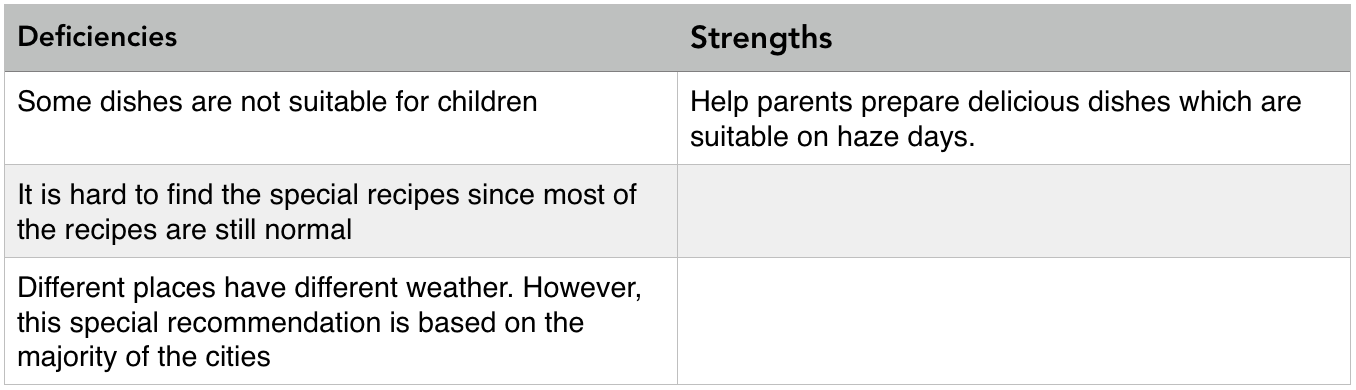 Deficiencies
Strengths
Some dishes are not suitable for children
Help parents prepare delicious dishes which are
suitable on haze days.
It is hard to find the special recipes since most of
the recipes are still normal
Different places have different weather. However,
this special recommendation is based on the
majority of the cities